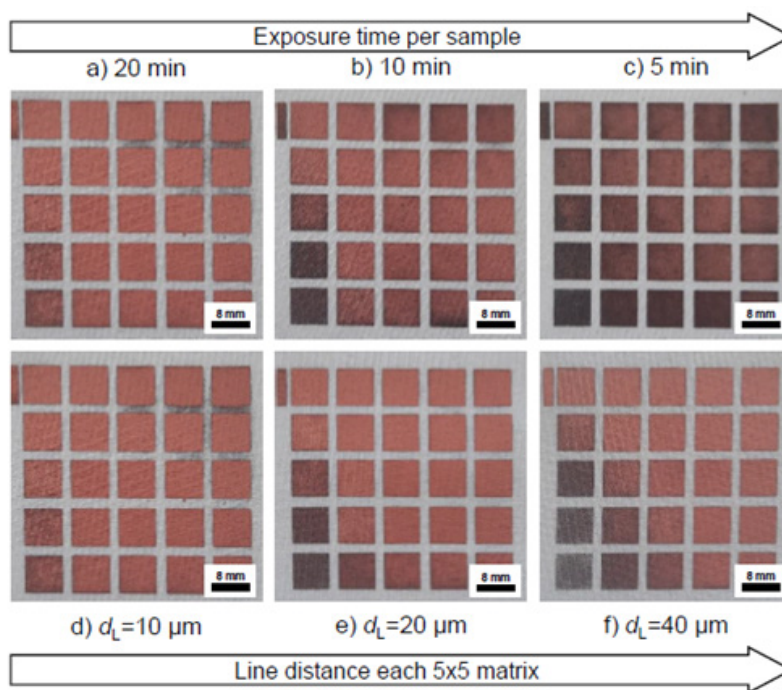 Exposure time per sample
a) 20 min b) 10 min c) 5 min
8 mm 8 mm 8 mm
8 mm 8 mm 8 mm
d) dL=10 µm e) dL=20 µm f) dL=40 µm
Line distance each 5x5 matrix